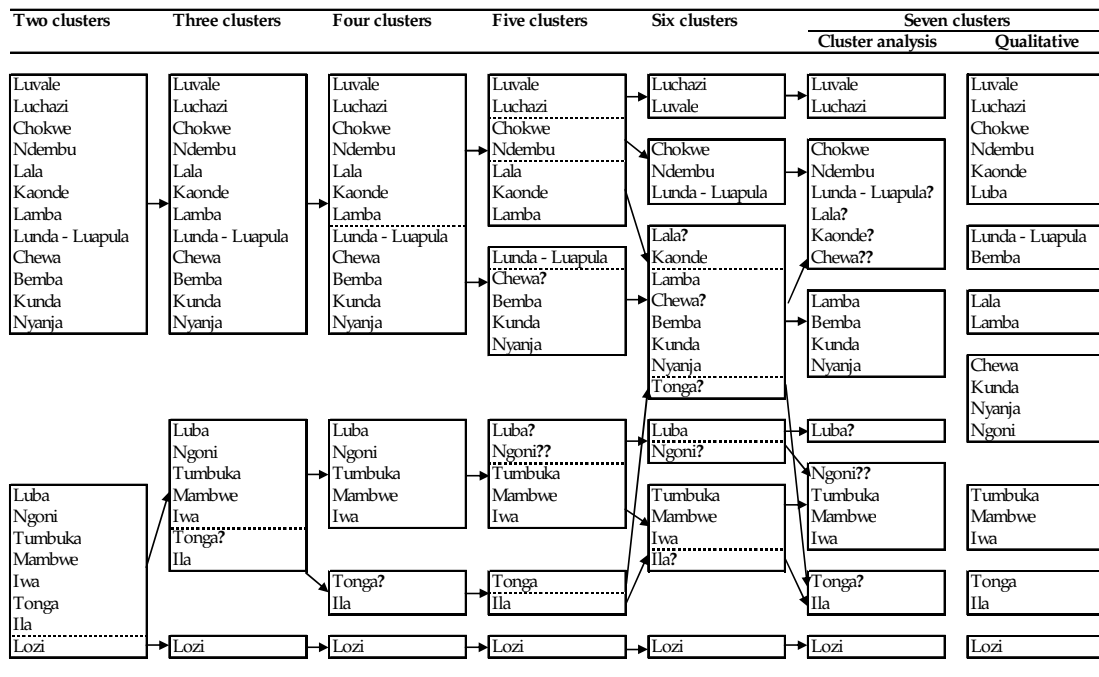 Two clusters
Three clusters
Four clusters
Five clusters
Six clusters
Seven clusters
Cluster analysis
Qualitative
Luvale
Luchazi
Chokwe
Ndembu
Lala
Kaonde
Lamba
Lunda - Luapula
Chewa
Bemba
Kunda
Nyanja
Luba
Ngoni
Tumbuka
Mambwe
Iwa
Tonga
Ila
Lozi
Luvale
Luchazi
Chokwe
Ndembu
Lala
Kaonde
Lamba
Lunda - Luapula
Chewa
Bemba
Kunda
Nyanja
Luba
Ngoni
Tumbuka
Mambwe
Iwa
Tonga?
Ila
Lozi
Luvale
Luchazi
Chokwe
Ndembu
Lala
Kaonde
Lamba
Lunda - Luapula
Chewa
Bemba
Kunda
Nyanja
Luba
Ngoni
Tumbuka
Mambwe
Iwa
Tonga?
Ila
Lozi
Luvale
Luchazi
Chokwe
Ndembu
Lala
Kaonde
Lamba
Lunda - Luapula
Chewa?
Bemba
Kunda
Nyanja
Luba?
Ngoni??
Tumbuka
Mambwe
Iwa
Tonga
Ila
Lozi
Luchazi
Luvale
Chokwe
Ndembu
Lunda - Luapula
Lala?
Kaonde
Lamba
Chewa?
Bemba
Kunda
Nyanja
Tonga?
Luba
Ngoni?
Tumbuka
Mambwe
Iwa
Ila?
Lozi
Luvale
Luchazi
Chokwe
Ndembu
Lunda - Luapula?
Lala?
Kaonde?
Chewa??
Lamba
Bemba
Kunda
Nyanja
Luba?
Ngoni??
Tumbuka
Mambwe
Iwa
Tonga?
Ila
Lozi
Luvale
Luchazi
Chokwe
Ndembu
Kaonde
Luba
Lunda - Luapula
Bemba
Lala
Lamba
Chewa
Kunda
Nyanja
Ngoni
Tumbuka
Mambwe
Iwa
Tonga
Ila
Lozi